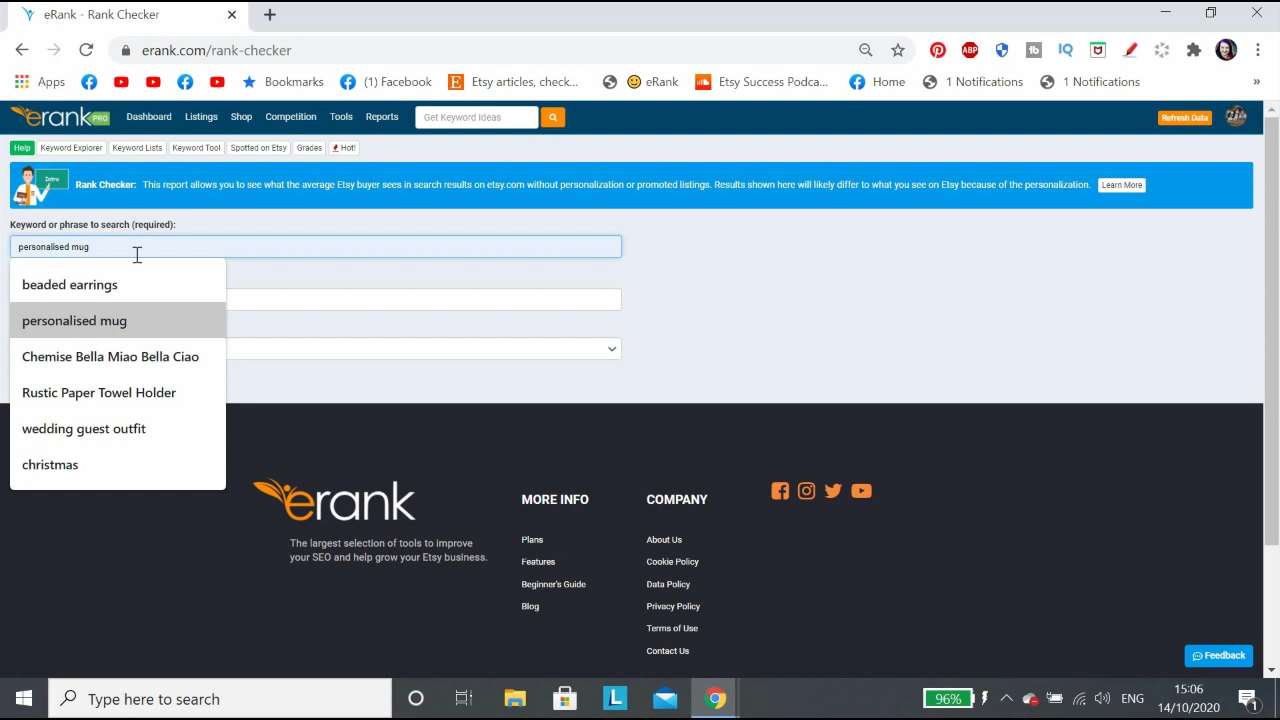 eRank - Rank Checker
erank.com/rank-checker
ABP
tb
IQ
Apps
Bookmarks
(1) Facebook
Etsy articles, check...
eRank
Etsy Success Podca...
Home
1 Notifications
1 Notifications
»
erank PRO
Dashboard
Listings
Shop
Competition
Tools
Reports
Get Keyword Ideas
Refresh Data
Help
Keyword Explorer
Keyword Lists
Keyword Tool
Spotted on Etsy
Grades
Hot!
Intro
Rank Checker: This report allows you to see what the average Etsy buyer sees in search results on etsy.com without personalization or promoted listings. Results shown here will likely differ to what you see on Etsy because of the personalization.
Learn More
Keyword or phrase to search (required):
personalised mug
beaded earrings
personalised mug
Chemise Bella Miao Bella Ciao
Rustic Paper Towel Holder
wedding guest outfit
christmas
erank
The largest selection of tools to improve
your SEO and help grow your Etsy business.
MORE INFO
Plans
Features
Beginner's Guide
Blog
COMPANY
About Us
Cookie Policy
Data Policy
Privacy Policy
Terms of Use
Contact Us
Feedback
Type here to search
L
96%
ENG
15:06
14/10/2020
1